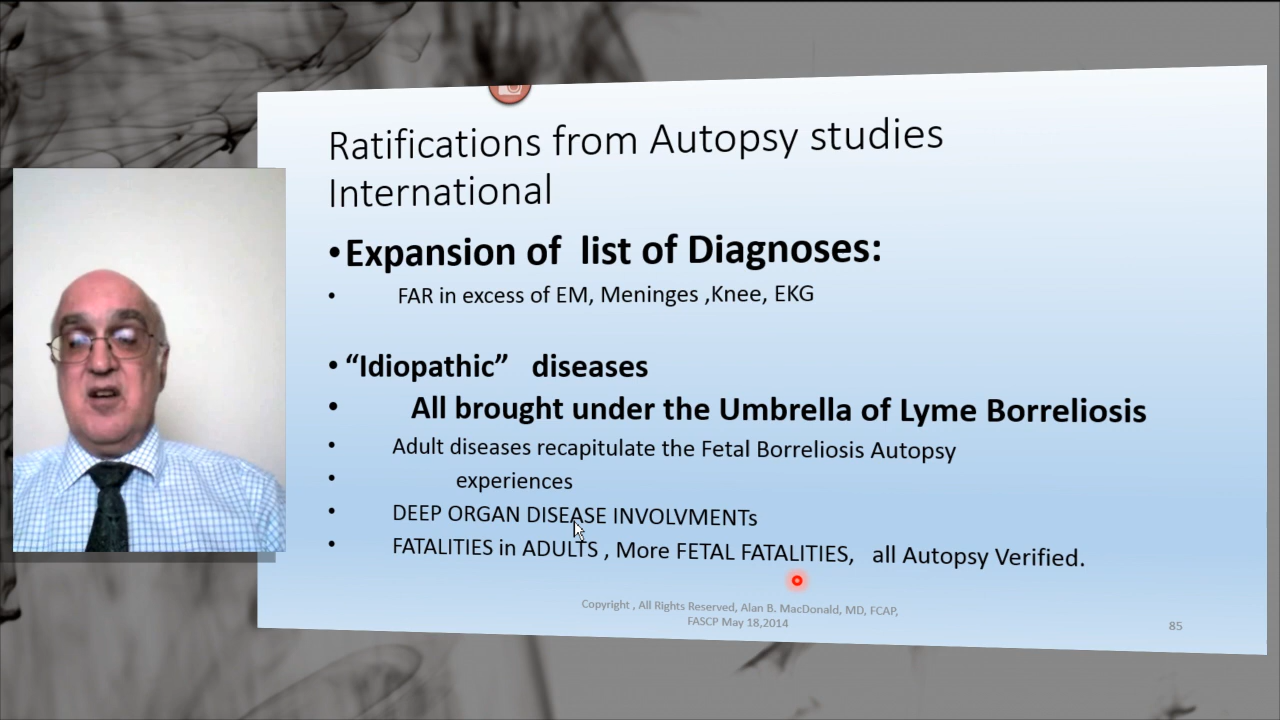 Ratifications from Autopsy studies
International
•Expansion of list of Diagnoses:
• FAR in excess of EM, Meninges ,Knee, EKG
• “Idiopathic” diseases
• All brought under the Umbrella of Lyme Borreliosis
• Adult diseases recapitulate the Fetal Borreliosis Autopsy
• experiences
• DEEP ORGAN DISEASE INVOLVMENTs
• FATALITIES in ADULTS , More FETAL FATALITIES, all Autopsy Verified.
Copyright , All Rights Reserved, Alan B. MacDonald, MD, FCAP,
FASCP May 18,2014
85